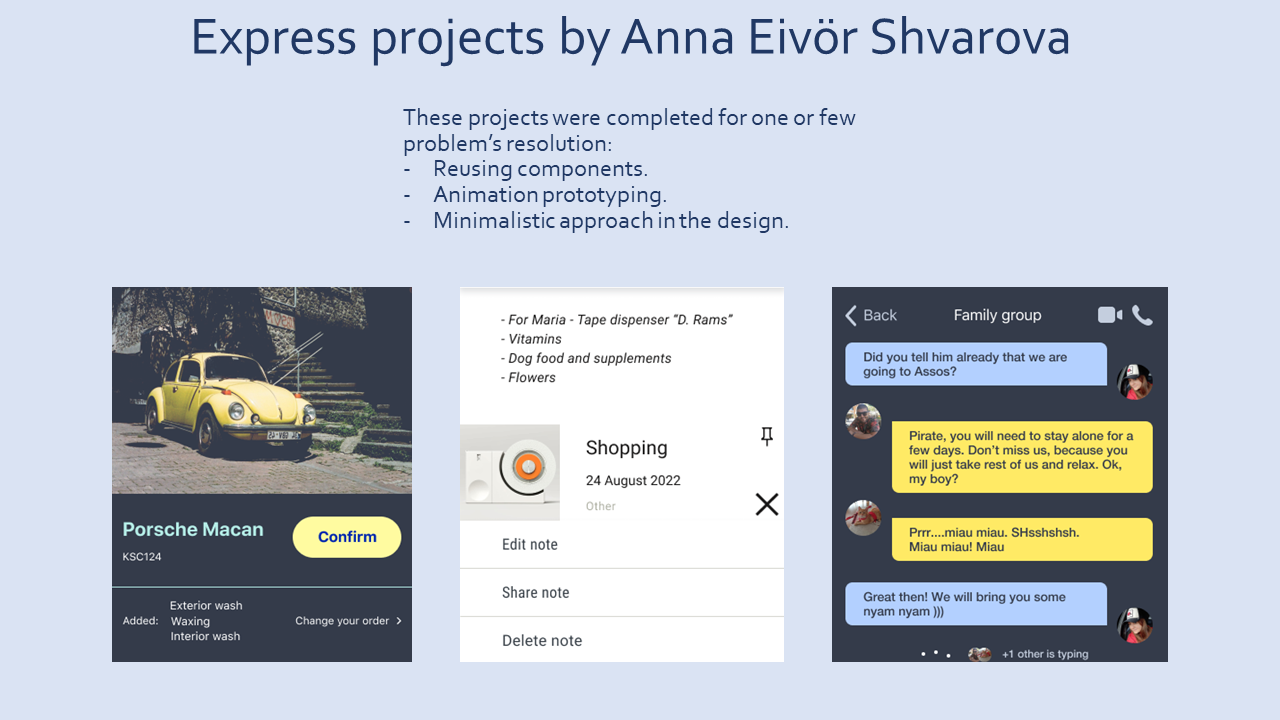 Express projects by Anna Eivör Shvarova
These projects were completed for one or few
problem’s resolution:
- Reusing components.
- Animation prototyping.
- Minimalistic approach in the design.
Porsche Macan
KSC124
Confirm
Added:
Exterior wash
Waxing
Interior wash
Change your order >
- For Maria - Tape dispenser “D. Rams”
- Vitamins
- Dog food and supplements
- Flowers
Shopping
24 August 2022
Other
Edit note
Share note
Delete note
Back
Family group
Did you tell him already that we are
going to Assos?
Pirate, you will need to stay alone for a
few days. Don’t miss us, because you
will just take rest of us and relax. Ok,
my boy?
Prrr....miau miau. SHsshshsh.
Miau miau! Miau
Great then! We will bring you some
nyam nyam )))
+1 other is typing